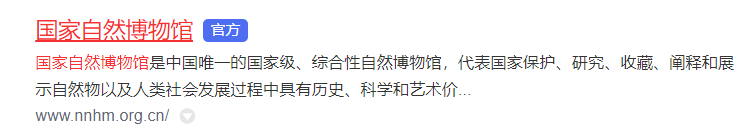 国家自然博物馆 官方
国家自然博物馆是中国唯一的国家级、综合性自然博物馆，代表国家保护、研究、收藏、阐释和展
示自然物以及人类社会发展过程中具有历史、科学和艺术价...
www.nnhm.org.cn/